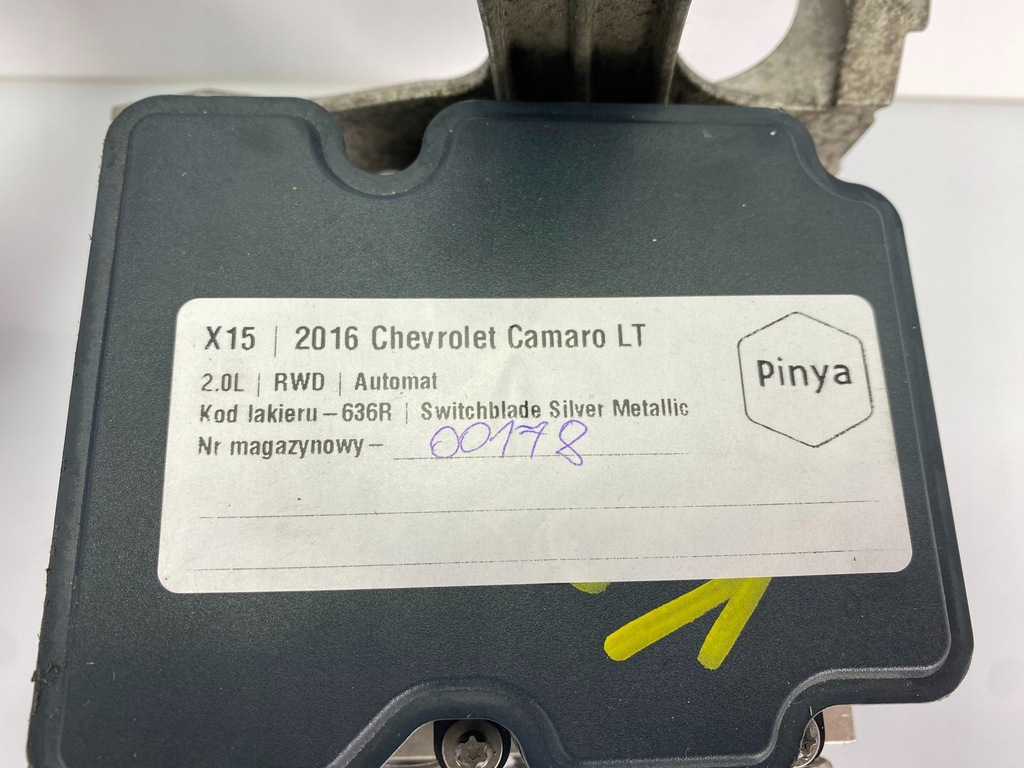 X15 | 2016 Chevrolet Camaro LT
2.0L | RWD | Automat
Kod lakieru – 636R | Switchblade Silver Metallic
Nr magazynowy – 00178
Pinya